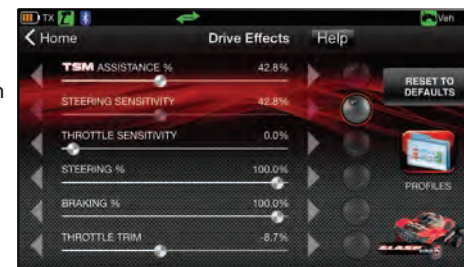 TX Veh
Home Drive Effects Help
TSM ASSISTANCE % 42.8%
STEERING SENSITIVITY 42.8%
THROTTLE SENSITIVITY 0.0%
STEERING % 100.0%
BRAKING % 100.0%
THROTTLE TRIM -8.7%
RESET TO
DEFAULTS
PROFILES
SLASH